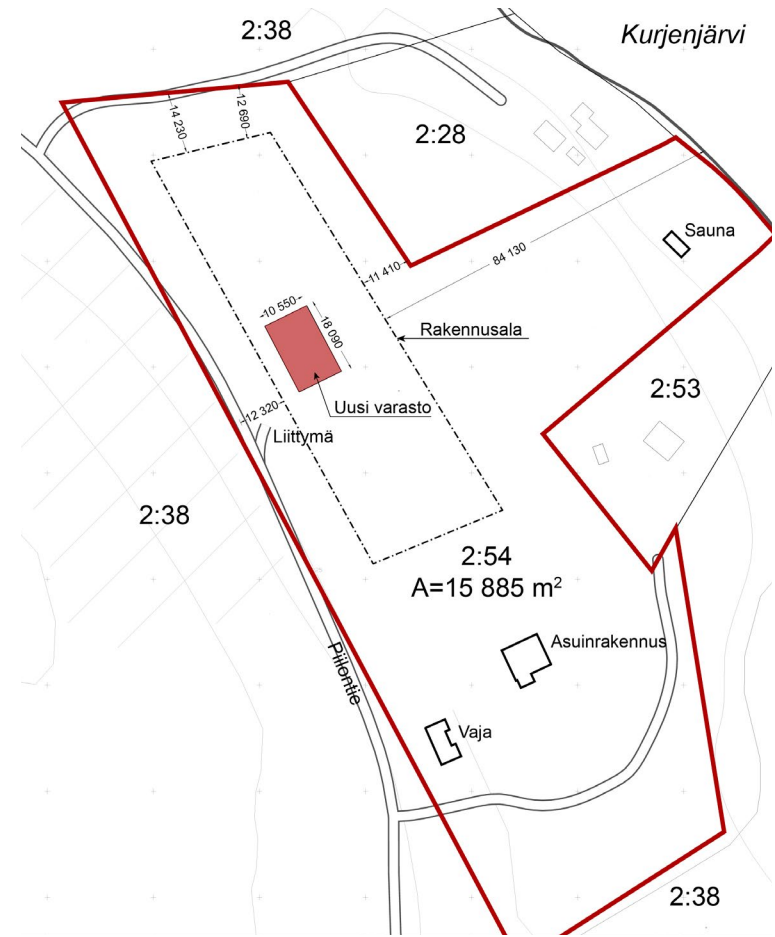 2:38
Kurjenjärvi
14 230
12 690
2:28
Sauna
11 410
84 130
10 550
18 090
Rakennusala
2:53
Uusi varasto
12 320
Liittymä
2:38
2:54
A=15 885 m²
Piilontie
Asuinrakennus
Vaja
2:38